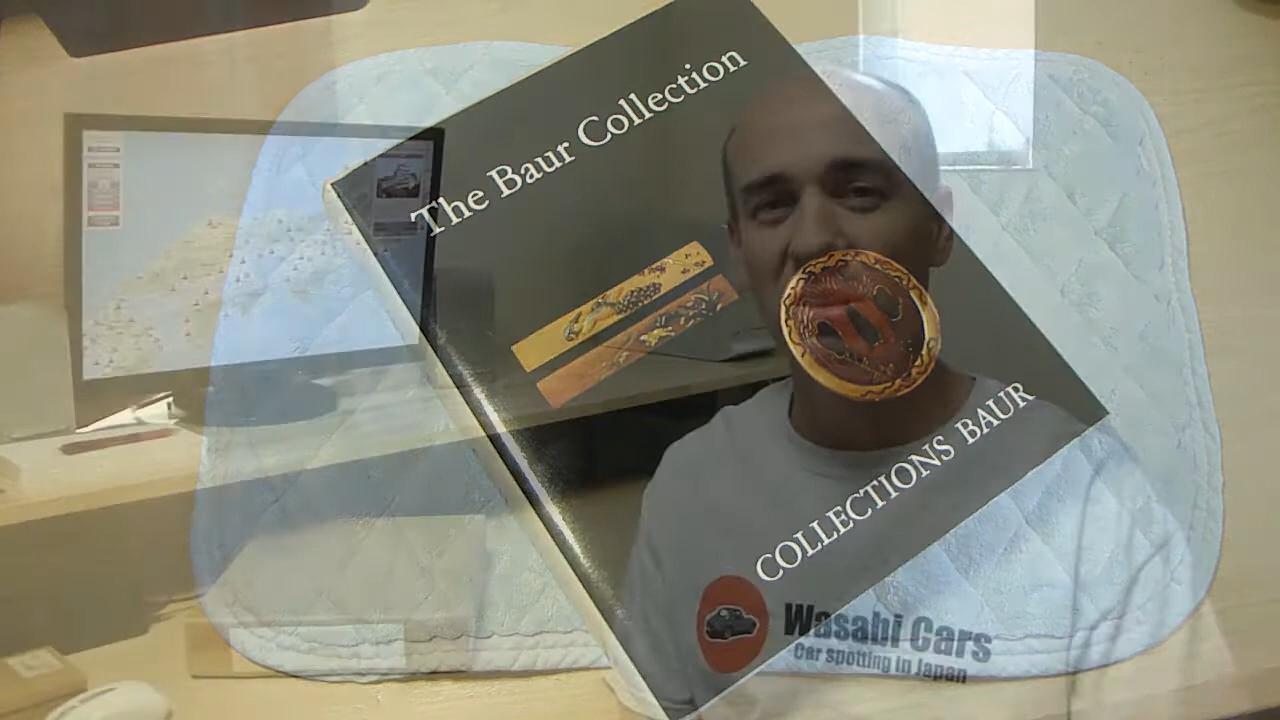 The Baur Collection
COLLECTIONS BAUR
Wasabi Cars
Car spotting in Japan